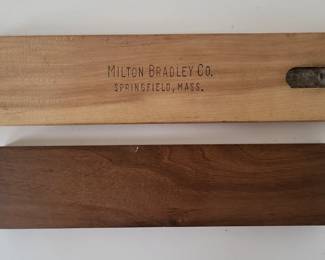 MILTON BRADLEY CO.
SPRINGFIELD, MASS.